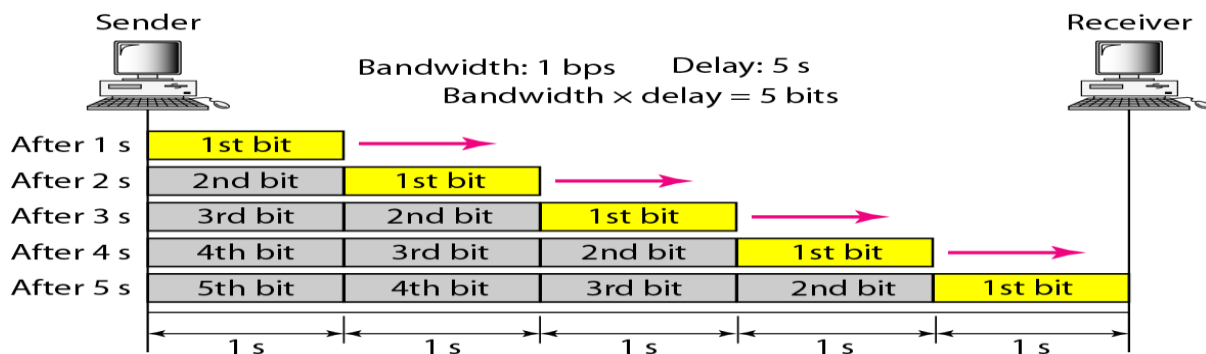 Sender Receiver
Bandwidth: 1 bps Delay: 5 s
Bandwidth × delay = 5 bits
After 1 s 1st bit
After 2 s 2nd bit 1st bit
After 3 s 3rd bit 2nd bit 1st bit
After 4 s 4th bit 3rd bit 2nd bit 1st bit
After 5 s 5th bit 4th bit 3rd bit 2nd bit 1st bit
1 s 1 s 1 s 1 s 1 s